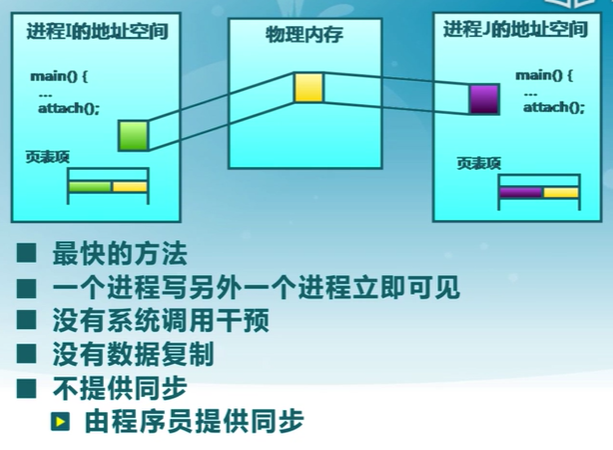 进程I的地址空间
main() {
...
attach();
页表项
物理内存
进程J的地址空间
main() {
...
attach();
页表项
最快的方法
一个进程写另外一个进程立即可见
没有系统调用干预
没有数据复制
不提供同步
由程序员提供同步